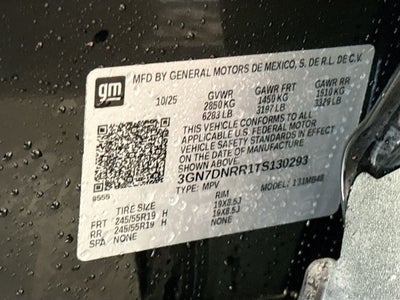 gm
MFD BY GENERAL MOTORS DE MEXICO, S. DE R.L. DE C.V.
10/25 GVWR GAWR FRT GAWR RR
2850 KG 1450 KG 1510 KG
6283 LB 3197 LB 3329 LB
THIS VEHICLE CONFORMS TO ALL APPLICABLE
VEHICLE SAFETY STANDARDS IN EFFECT ON DATE OF
MANUFACTURE SHOWN ABOVE.
3GN7DNRR1TS130293
TYPE: MPV MODEL:
TIRE SIZE RIM
FRT 245/55R19 H 19X8.5J
RR 245/55R19 H 19X8.5J
SPA NONE NONE